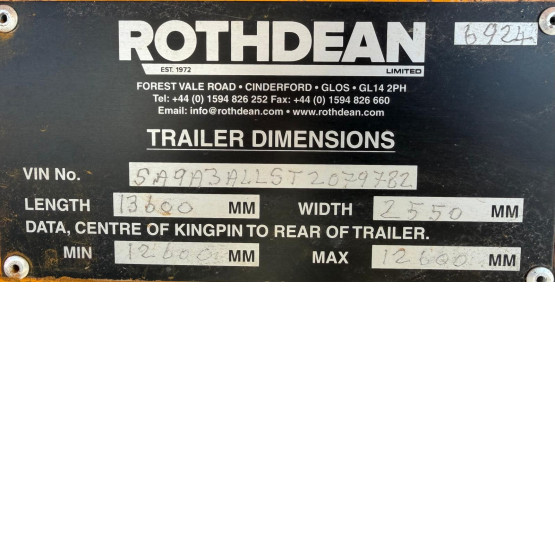 ROTHDEAN
6924
EST. 1972 LIMITED
FOREST VALE ROAD • CINDERFORD • GLOS • GL14 2PH
Tel: +44 (0) 1594 826 252 Fax: +44 (0) 1594 826 660
Email: info@rothdean.com • www.rothdean.com
TRAILER DIMENSIONS
VIN No. SA9A3ALLST2079782
LENGTH 13600 MM WIDTH 2550 MM
DATA, CENTRE OF KINGPIN TO REAR OF TRAILER.
MIN 12600 MM MAX 12600 MM